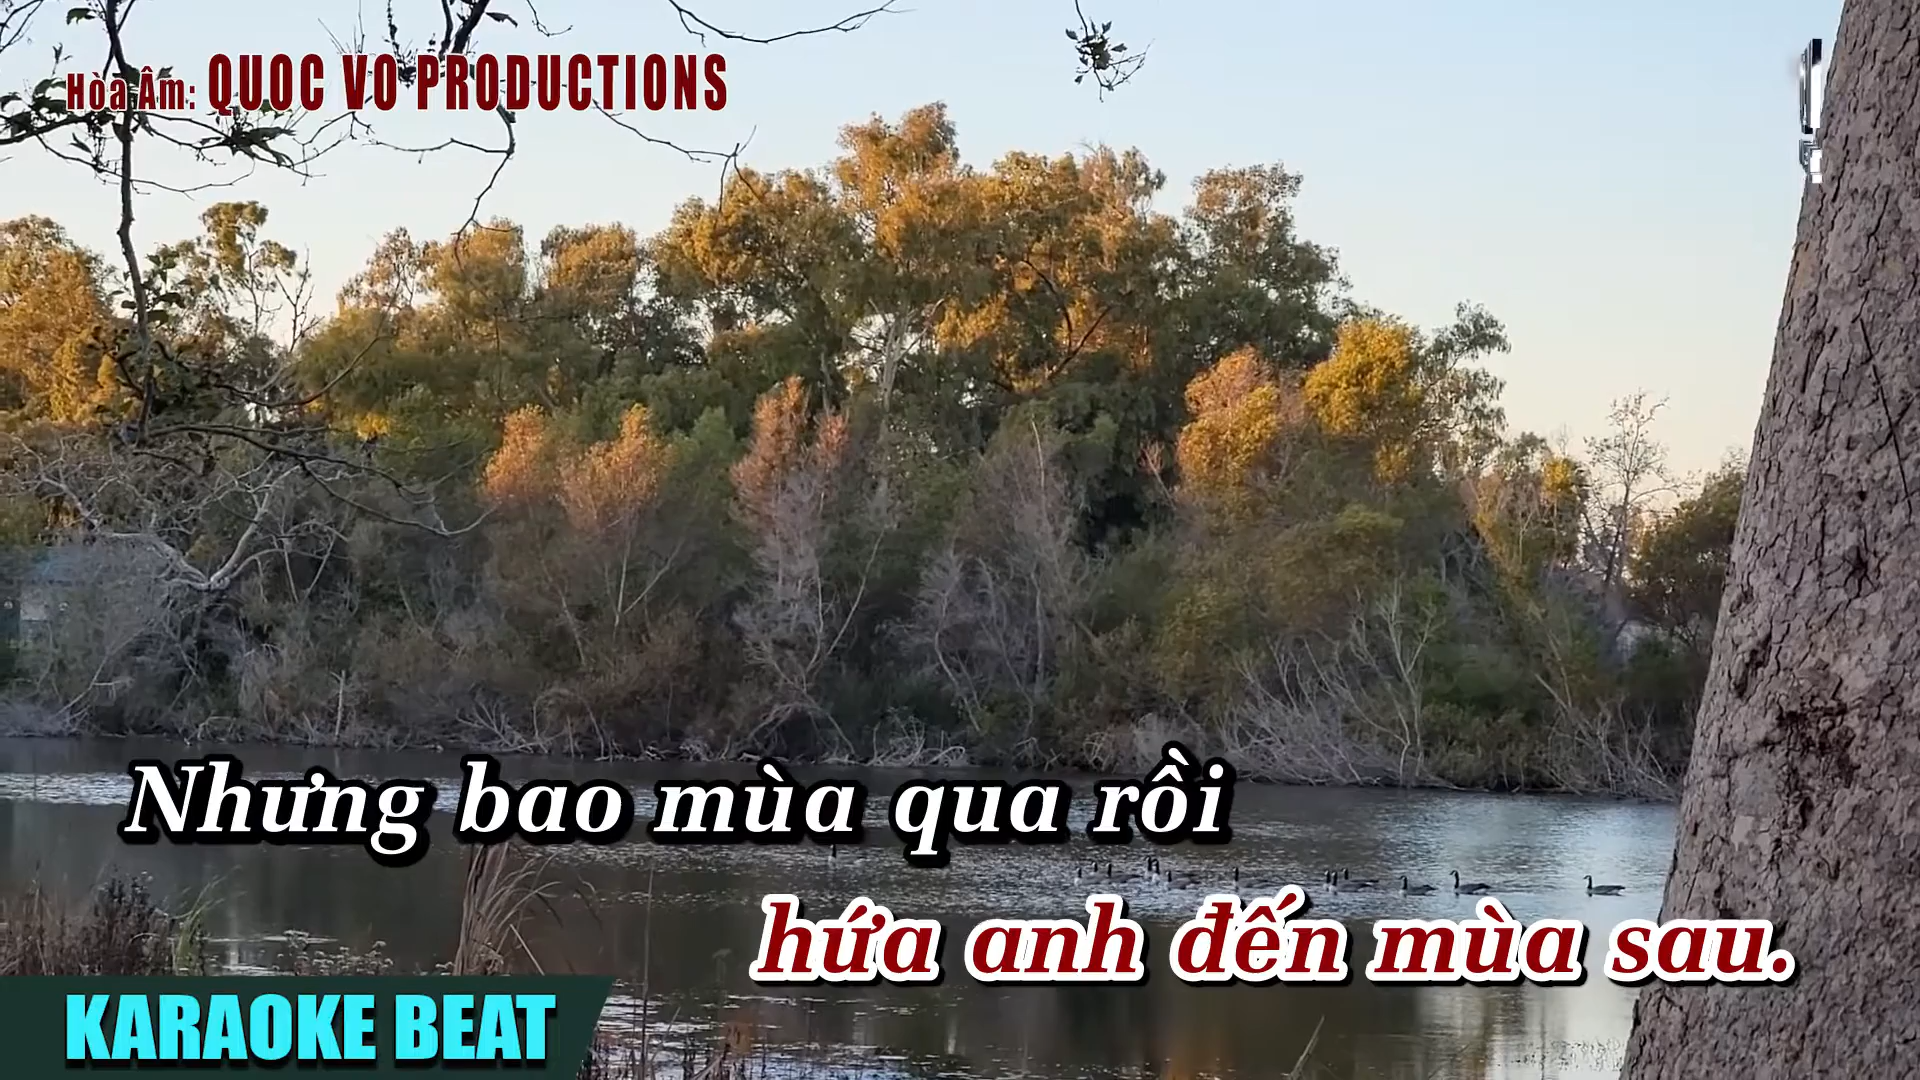 Hòa Âm: QUOC VO PRODUCTIONS
Nhưng bao mùa qua rồi
hứa anh đến mùa sau.
KARAOKE BEAT